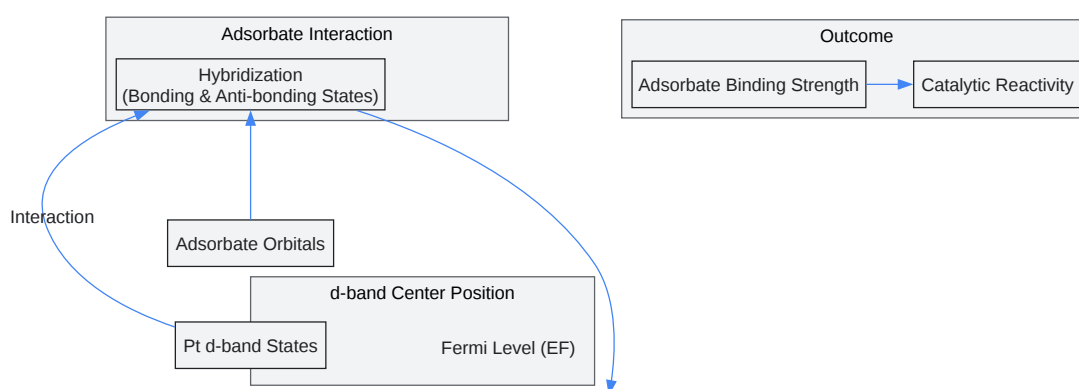 Adsorbate Interaction
Hybridization
(Bonding & Anti-bonding States)
Outcome
Adsorbate Binding Strength
Catalytic Reactivity
Interaction
Adsorbate Orbitals
d-band Center Position
Pt d-band States
Fermi Level (EF)